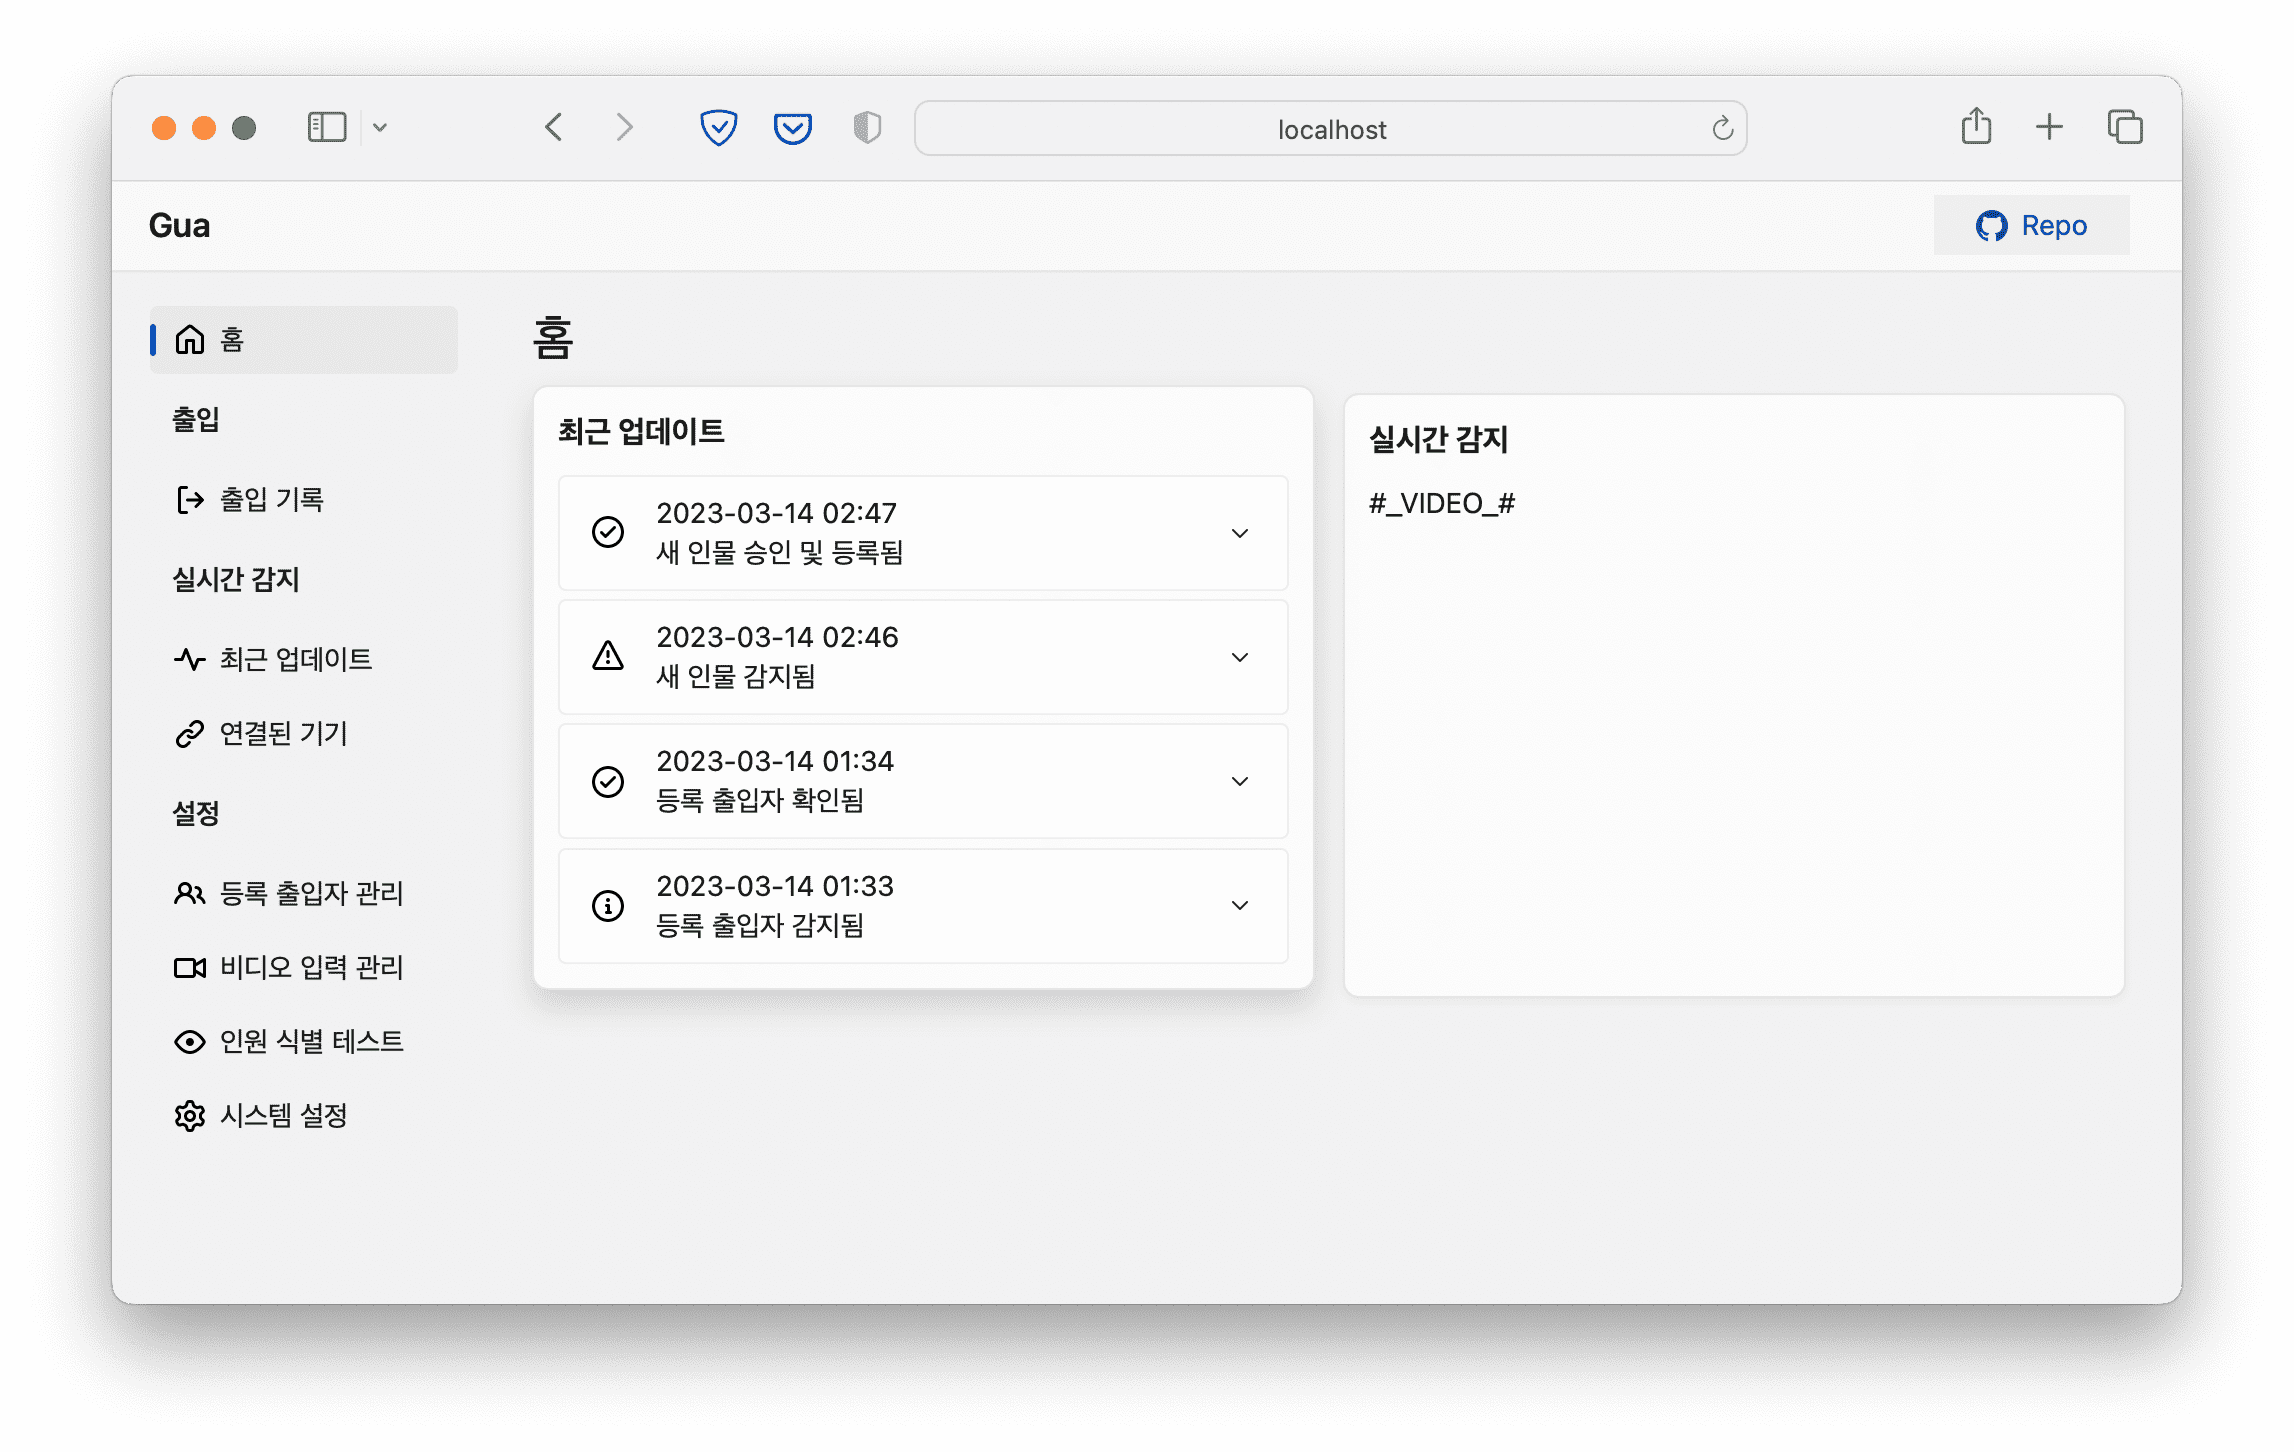 localhost
Gua
Repo
홈
출입
출입 기록
실시간 감지
최근 업데이트
연결된 기기
설정
등록 출입자 관리
비디오 입력 관리
인원 식별 테스트
시스템 설정
홈
최근 업데이트
2023-03-14 02:47
새 인물 승인 및 등록됨
2023-03-14 02:46
새 인물 감지됨
2023-03-14 01:34
등록 출입자 확인됨
2023-03-14 01:33
등록 출입자 감지됨
실시간 감지
#_VIDEO_#